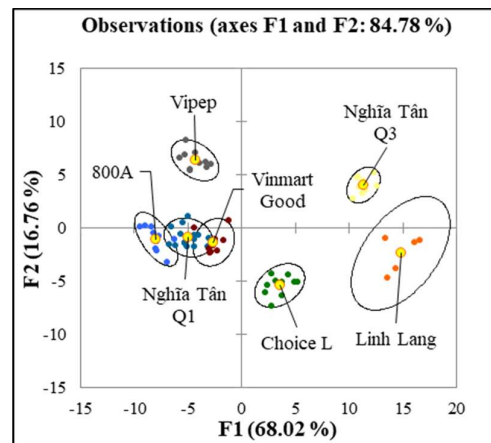 Observations (axes F1 and F2: 84.78 %)
15
10
5
0
-5
-10
-15
F2 (16.76 %)
Vipep
Nghĩa Tân
Q3
800A
Vinmart
Good
Nghĩa Tân
Q1
Choice L
Linh Lang
-15
-10
-5
0
5
10
15
20
F1 (68.02 %)